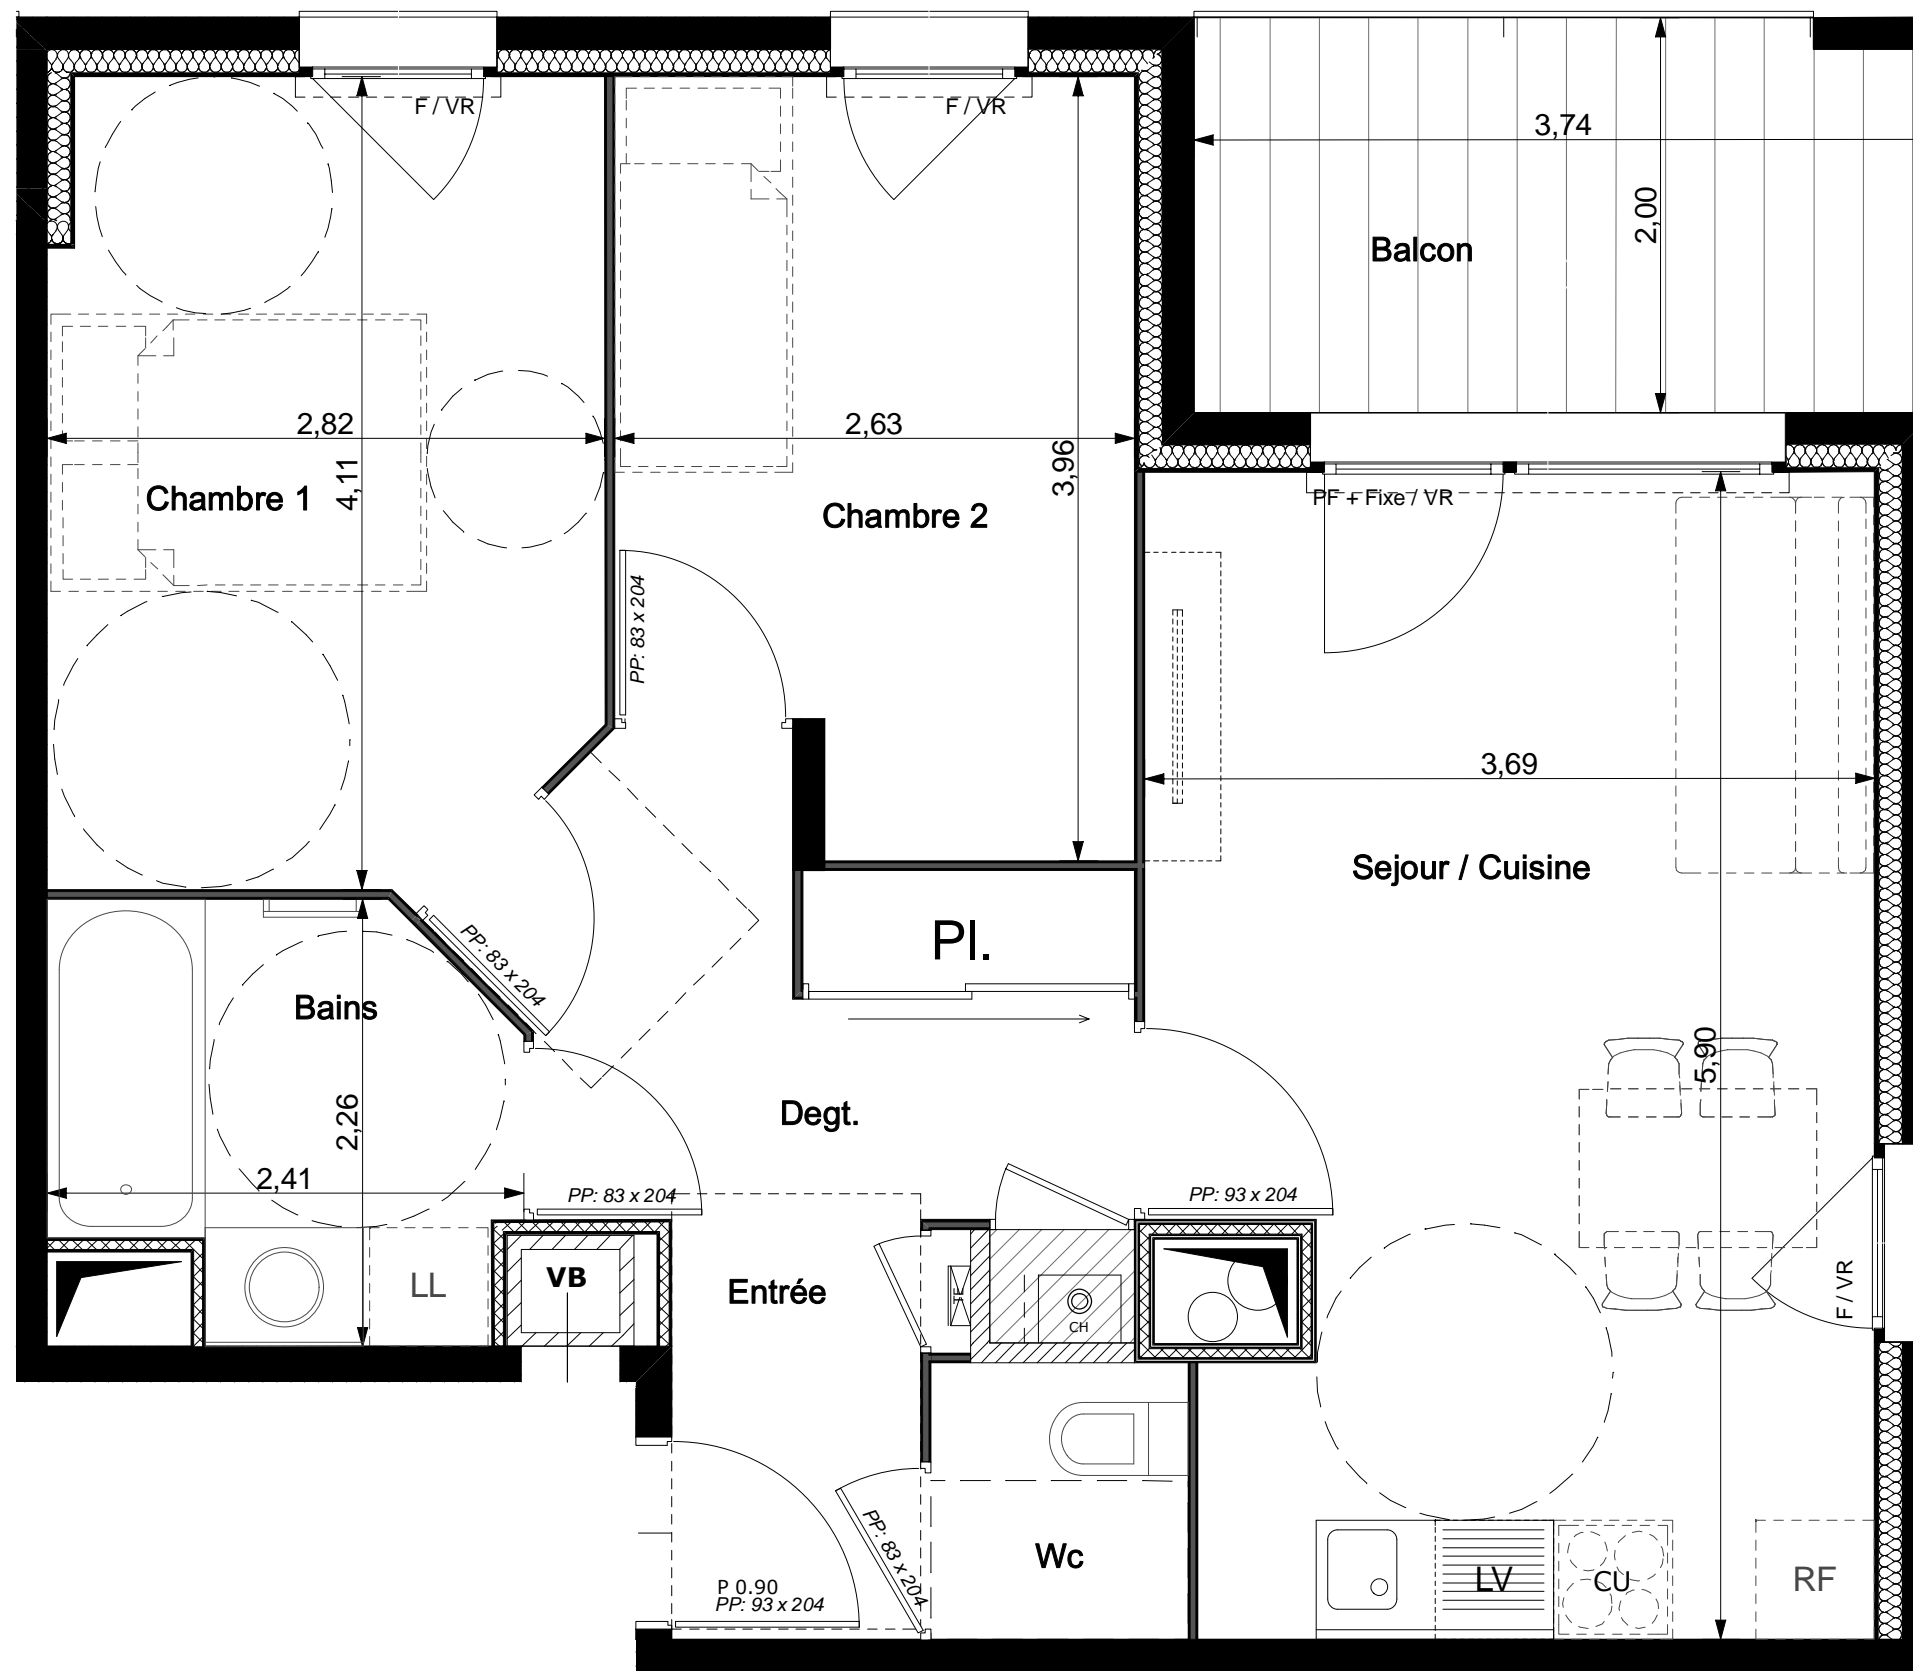 F / VR
F / VR
3,74
2,00
Balcon
2,82
4,11
Chambre 1
2,63
3,96
Chambre 2
PF + Fixe / VR
PP: 83 x 204
3,69
Sejour / Cuisine
Pl.
PP: 83 x 204
Bains
2,26
2,41
Degt.
5,90
PP: 83 x 204
PP: 93 x 204
LL
VB
Entrée
CH
F / VR
Wc
PP: 83 x 204
P 0.90
PP: 93 x 204
LV
CU
RF